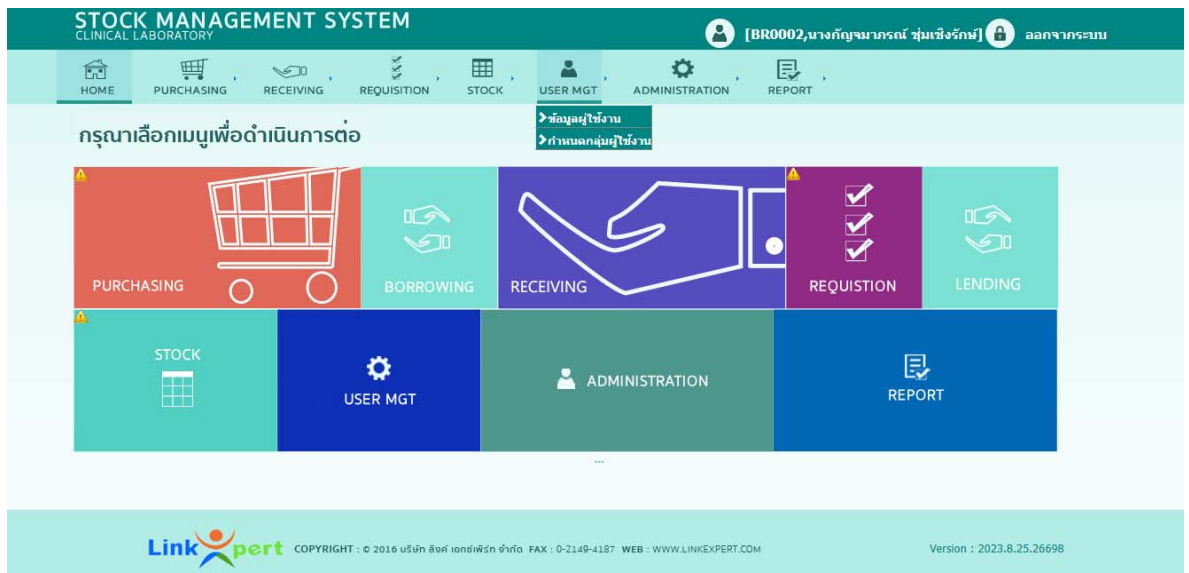 STOCK MANAGEMENT SYSTEM
CLINICAL LABORATORY
[BR0002,นางกัญจมาภรณ์ ชุ่มเชิงรักษ์] ออกจากระบบ
HOME PURCHASING RECEIVING REQUISITION STOCK USER MGT ADMINISTRATION REPORT
ข้อมูลผู้ใช้งาน
กำหนดกลุ่มผู้ใช้งาน
กรุณาเลือกเมนูเพื่อดำเนินการต่อ
PURCHASING BORROWING RECEIVING REQUISTION LENDING
STOCK
USER MGT
ADMINISTRATION
REPORT
...
LinkXpert COPYRIGHT : © 2016 บริษัท ลิงค์ เอกซ์เพิร์ท จำกัด FAX : 0-2149-4187 WEB : WWW.LINKEXPERT.COM Version : 2023.8.25.26698